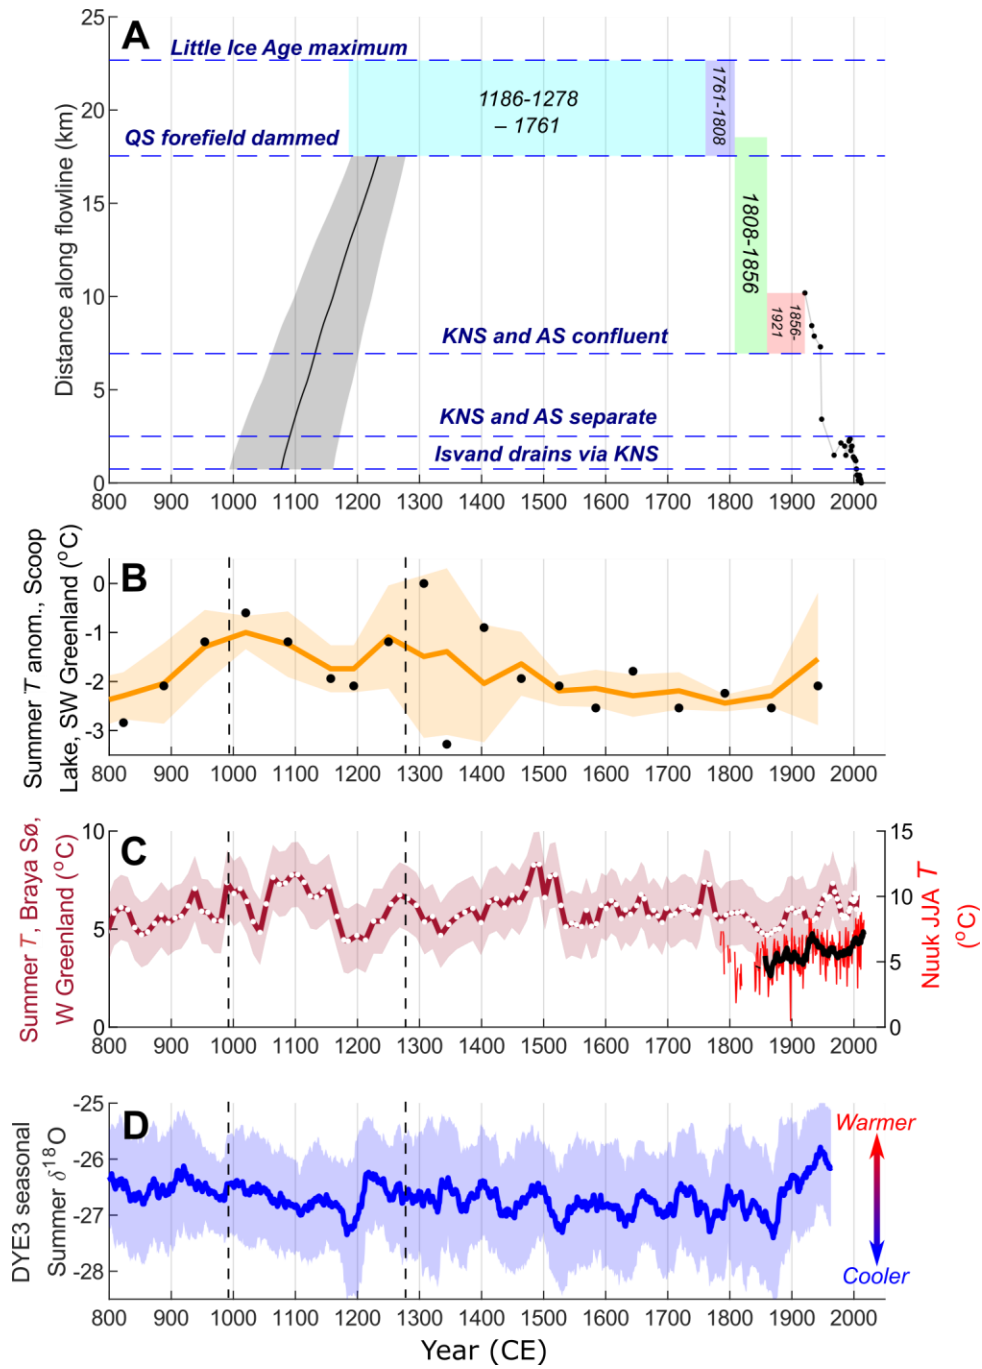 A
Little Ice Age maximum
QS forefield dammed
1186-1278
– 1761
1761-1808
1808-1856
1856-
1921
KNS and AS confluent
KNS and AS separate
Isvand drains via KNS
Distance along flowline (km)
25
20
15
10
5
0
800 900 1000 1100 1200 1300 1400 1500 1600 1700 1800 1900 2000
B
Summer T anom., Scoop
Lake, SW Greenland (°C)
0
-1
-2
-3
800 900 1000 1100 1200 1300 1400 1500 1600 1700 1800 1900 2000
C
Summer T, Braya Sø,
W Greenland (°C)
10
5
0
15
10
5
0
Nuuk JJA T
(°C)
800 900 1000 1100 1200 1300 1400 1500 1600 1700 1800 1900 2000
D
DYE3 seasonal
Summer δ18O
-25
-26
-27
-28
Warmer
Cooler
800 900 1000 1100 1200 1300 1400 1500 1600 1700 1800 1900 2000
Year (CE)